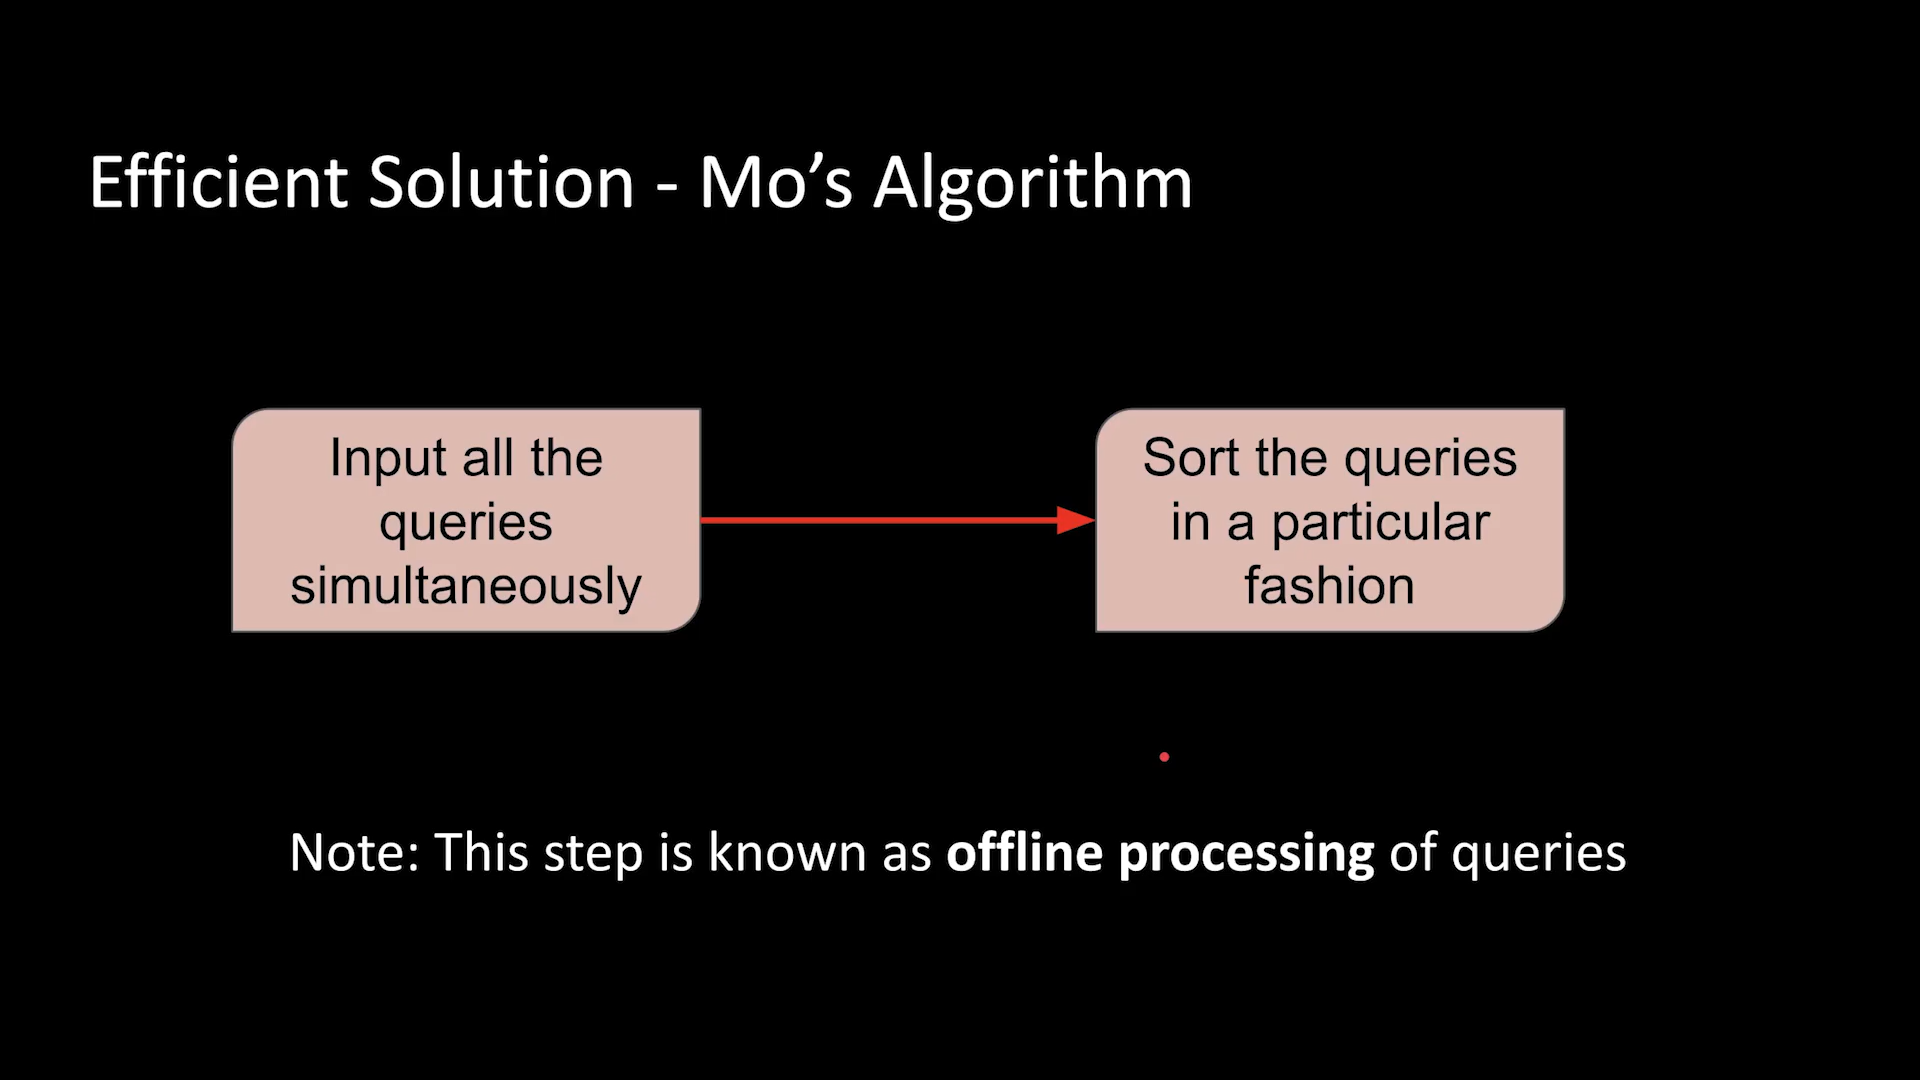 Efficient Solution - Mo’s Algorithm
Input all the
queries
simultaneously
Sort the queries
in a particular
fashion
Note: This step is known as offline processing of queries